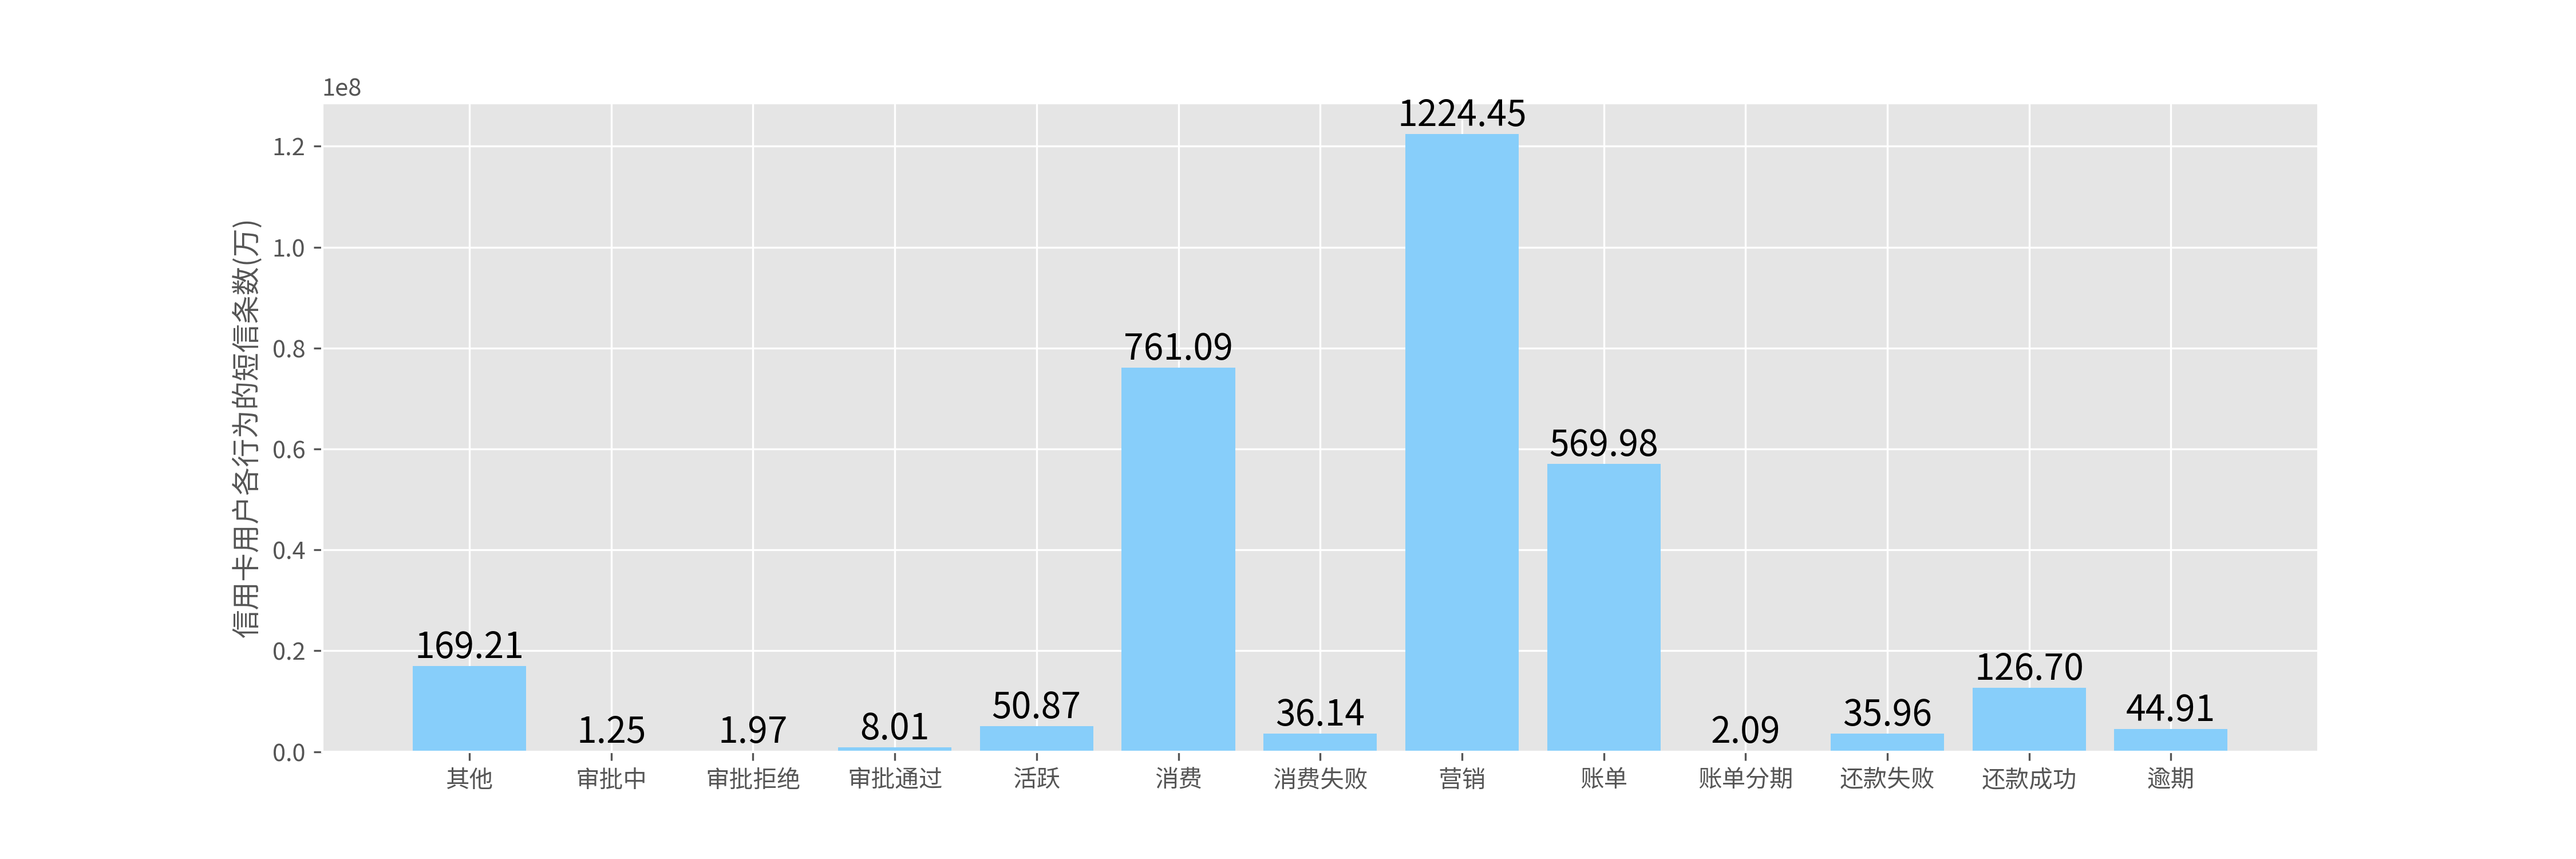 1e8
信用卡用户各行为的短信条数(万)
1.2
1.0
0.8
0.6
0.4
0.2
0.0
169.21
1.25
1.97
8.01
50.87
761.09
36.14
1224.45
569.98
2.09
35.96
126.70
44.91
其他
审批中
审批拒绝
审批通过
活跃
消费
消费失败
营销
账单
账单分期
还款失败
还款成功
逾期